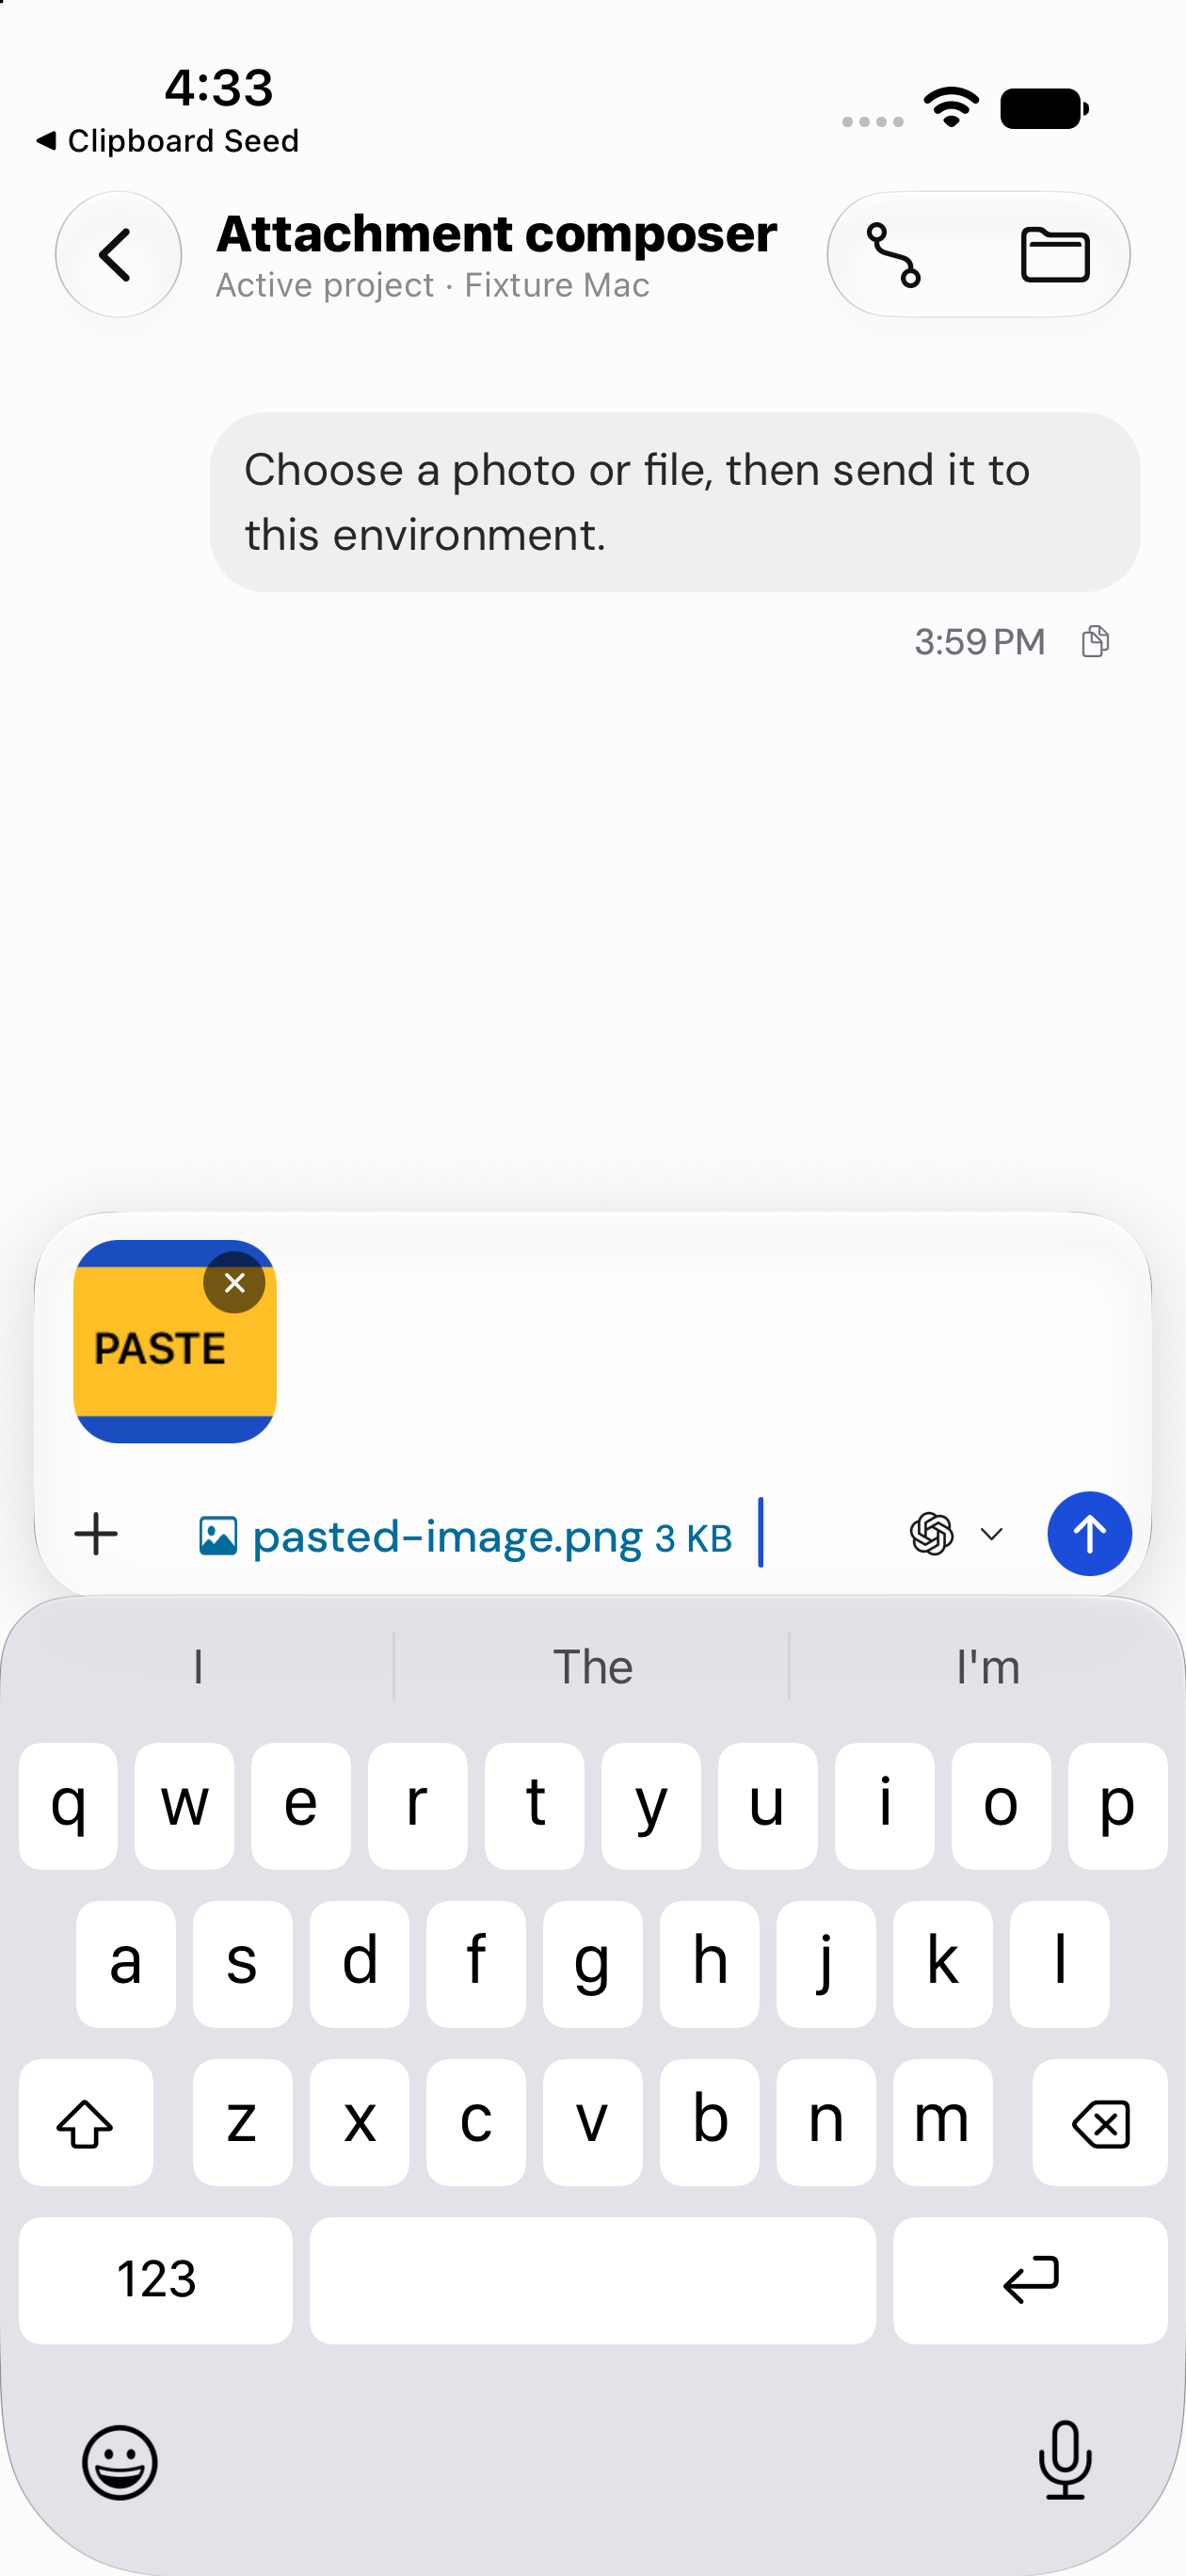 4:33
Clipboard Seed
Attachment composer
Active project · Fixture Mac
Choose a photo or file, then send it to
this environment.
3:59 PM
PASTE
pasted-image.png 3 KB
I The I'm
q w e r t y u i o p
a s d f g h j k l
z x c v b n m
123